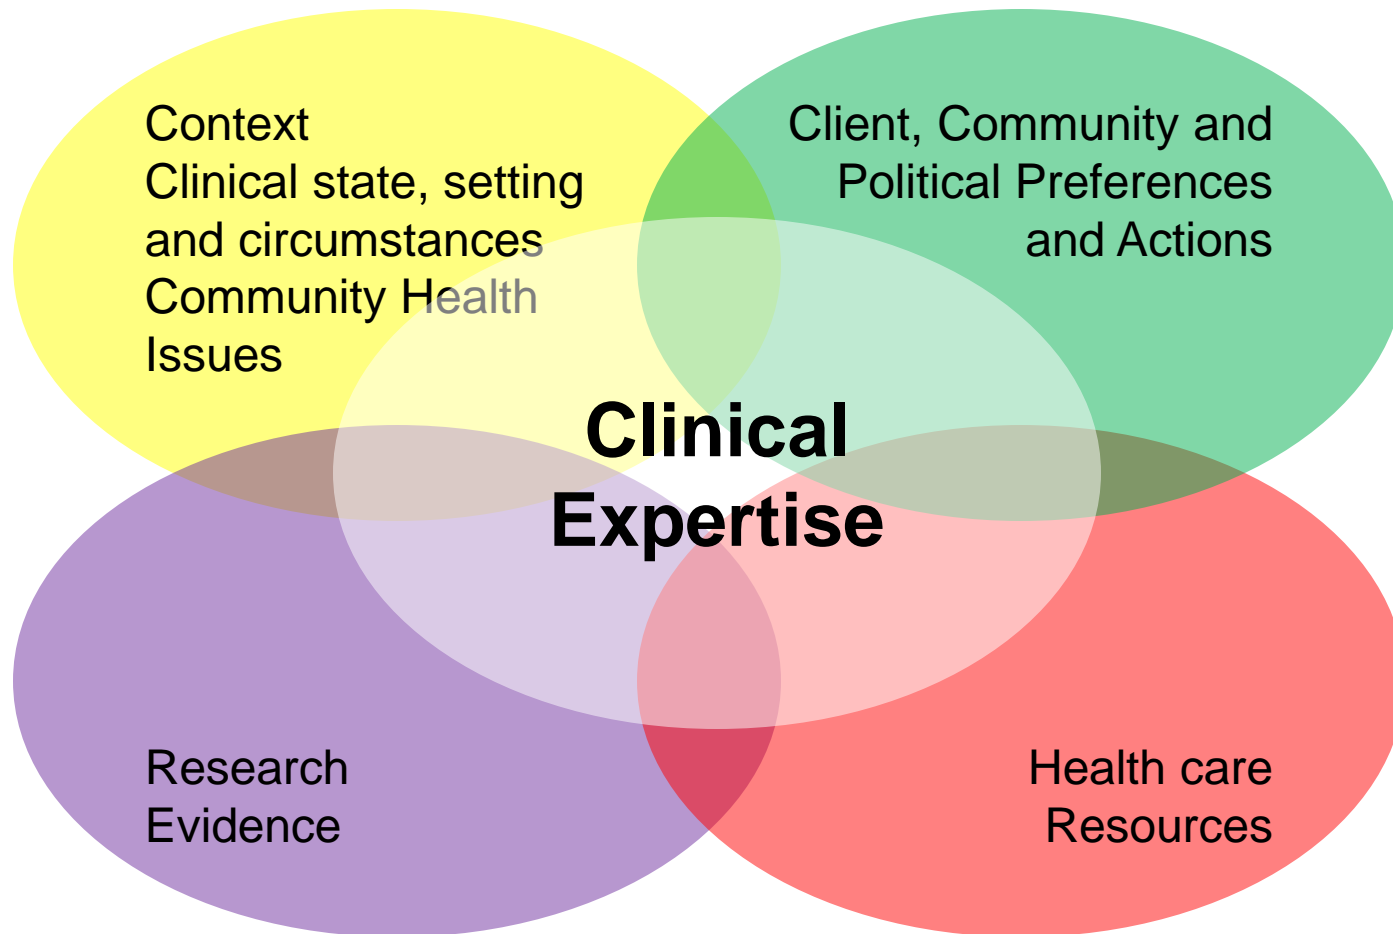 Context
Clinical state, setting
and circumstances
Community Health
Issues
Client, Community and
Political Preferences
and Actions
Clinical
Expertise
Research
Evidence
Health care
Resources